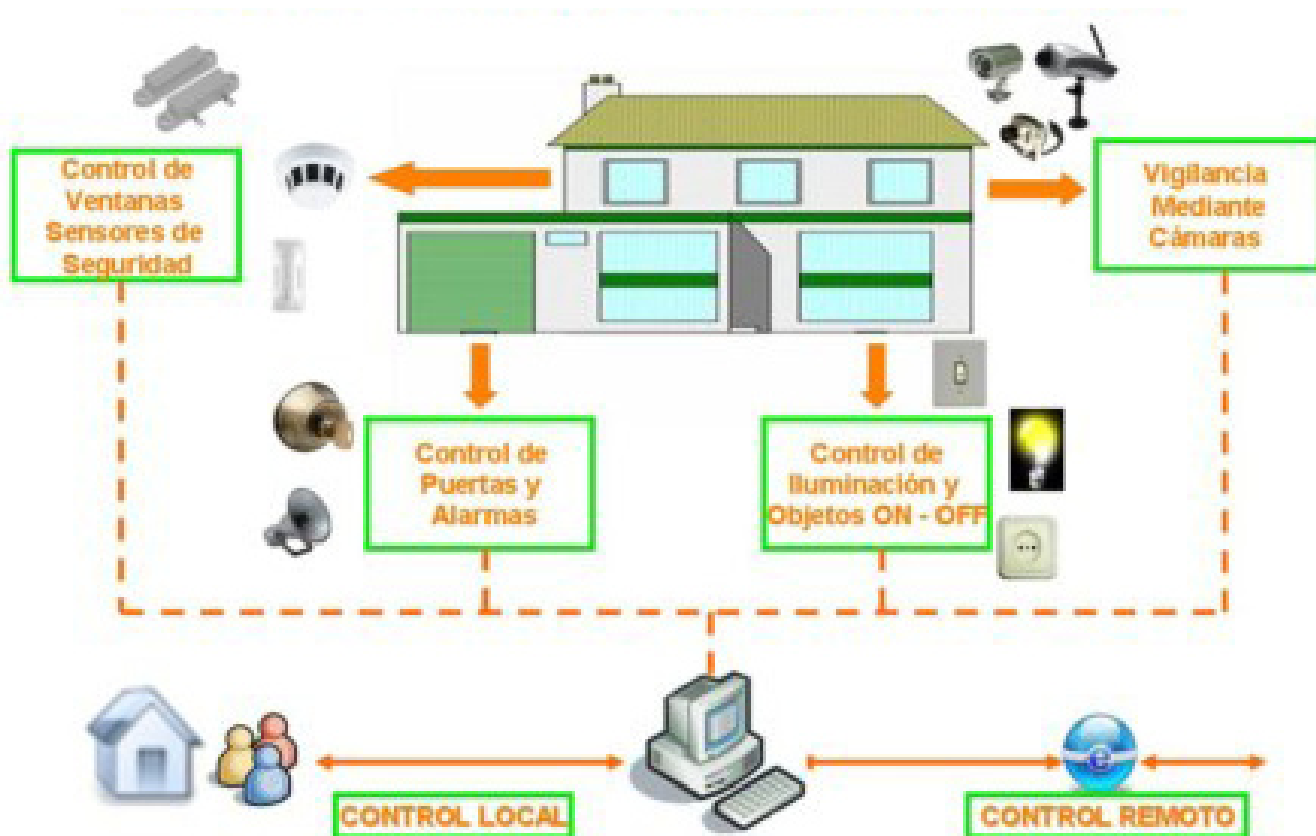 Control de
Ventanas
Sensores de
Seguridad
Vigilancia
Mediante
Cámaras
Control de
Puertas y
Alarmas
Control de
Iluminación y
Objetos ON - OFF
CONTROL LOCAL
CONTROL REMOTO